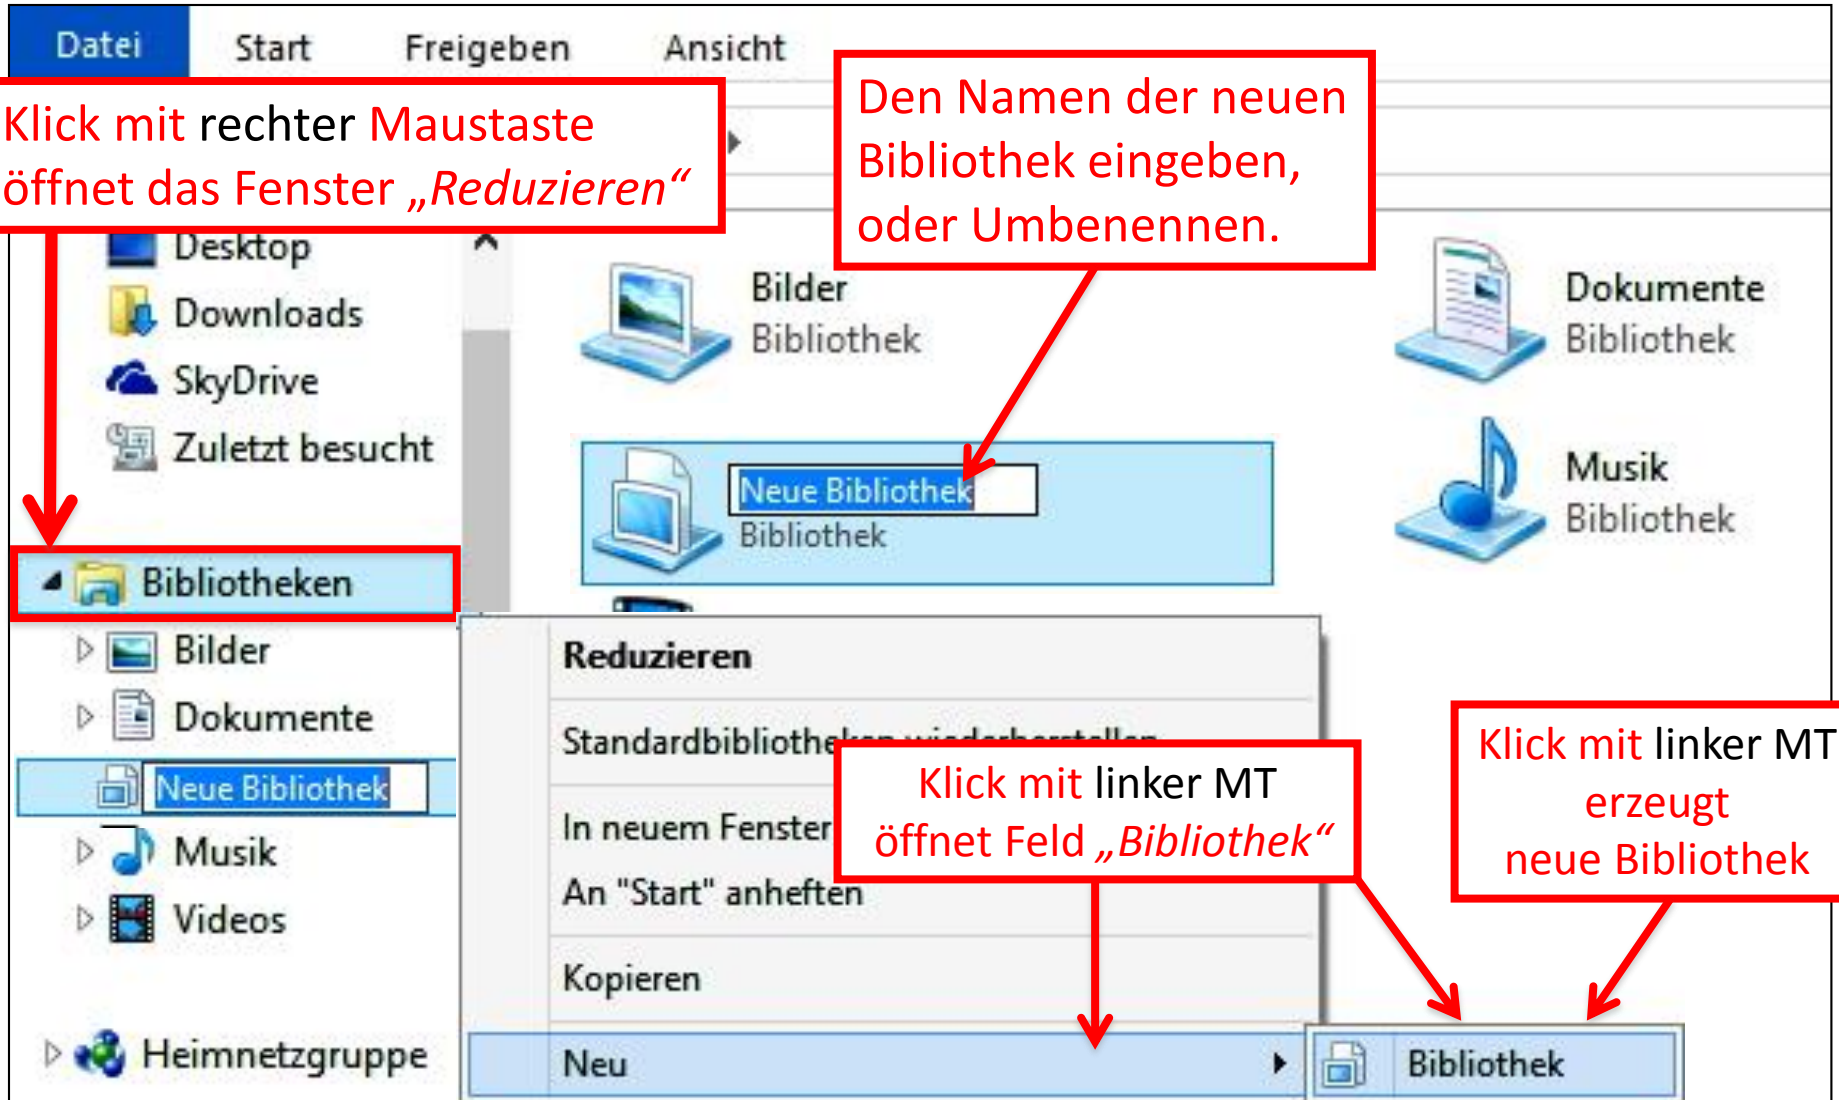 Datei Start Freigeben Ansicht
Klick mit rechter Maustaste
öffnet das Fenster „Reduzieren“
Den Namen der neuen
Bibliothek eingeben,
oder Umbenennen.
Desktop
Downloads
SkyDrive
Zuletzt besucht
Bibliotheken
Bilder
Dokumente
Neue Bibliothek
Musik
Videos
Heimnetzgruppe
Bilder
Bibliothek
Dokumente
Bibliothek
Neue Bibliothek
Bibliothek
Musik
Bibliothek
Reduzieren
Standardbibliotheken wiederherstellen
In neuem Fenster
An "Start" anheften
Kopieren
Neu
Bibliothek
Klick mit linker MT
öffnet Feld „Bibliothek“
Klick mit linker MT
erzeugt
neue Bibliothek